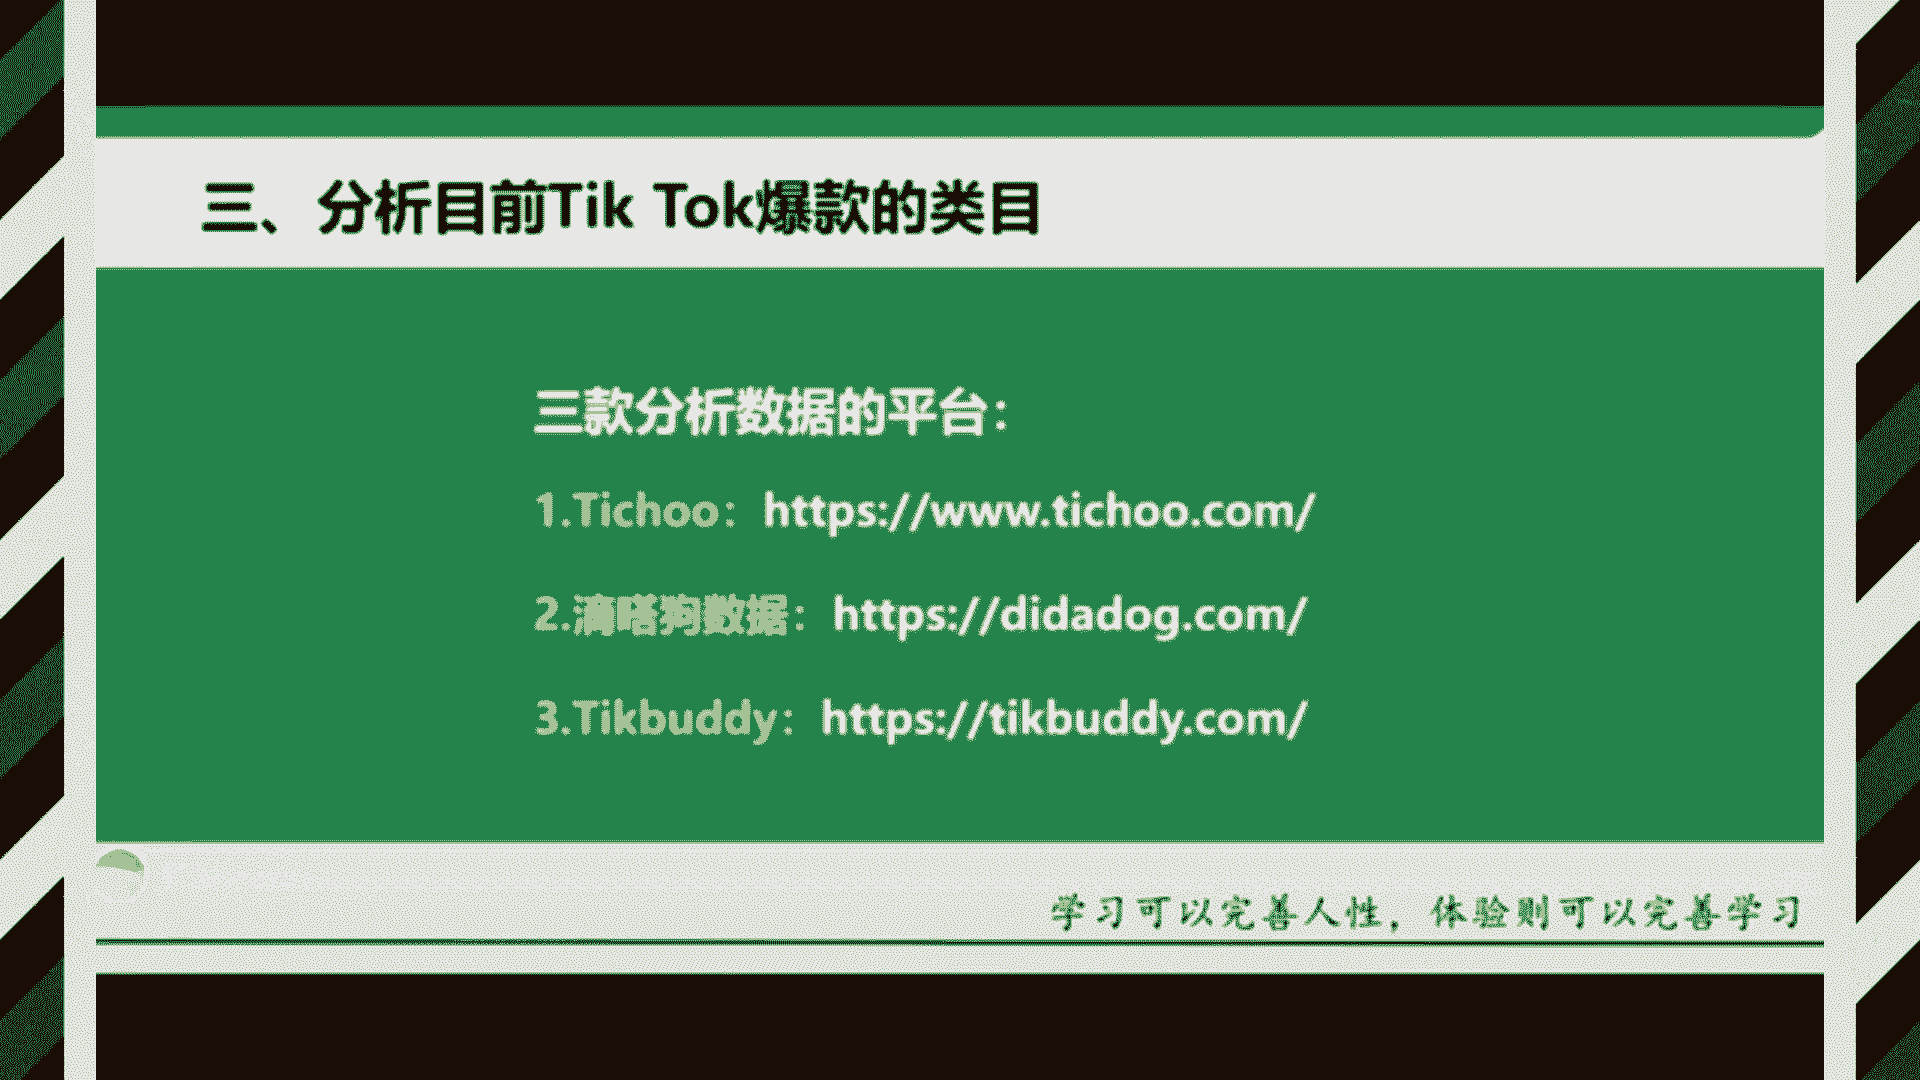 三、分析目前Tik Tok爆款的类目
三款分析数据的平台：
1.Tichoo：https://www.tichoo.com/
2.滴嗒狗数据：https://didadog.com/
3.Tikbuddy：https://tikbuddy.com/
学习可以完善人性，体验则可以完善学习